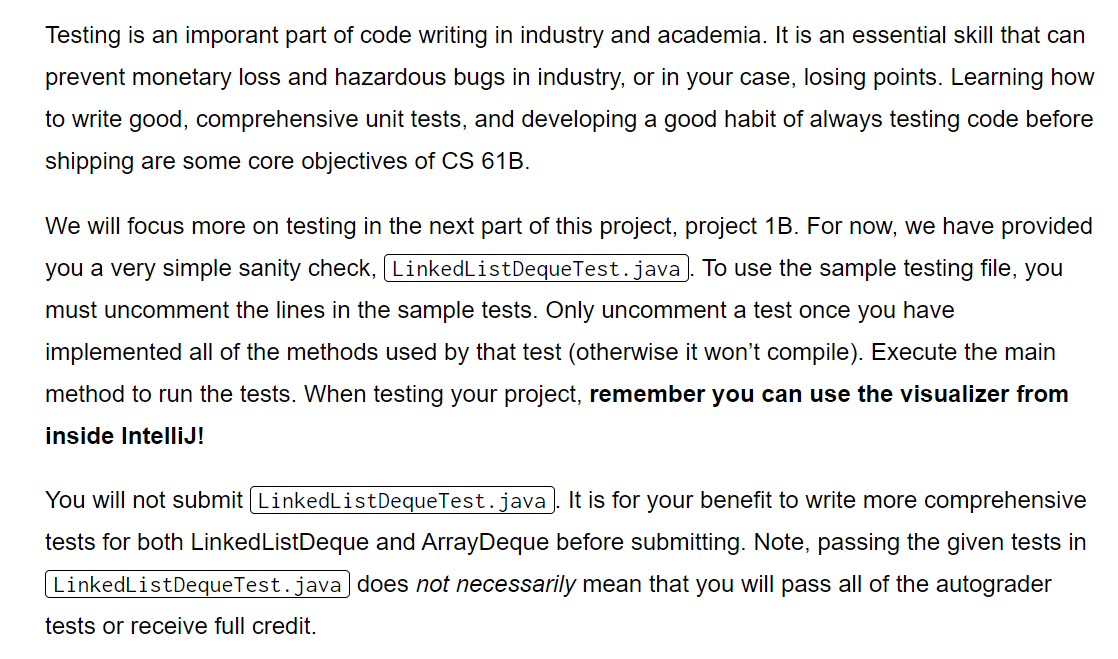 Testing is an imporant part of code writing in industry and academia. It is an essential skill that can
prevent monetary loss and hazardous bugs in industry, or in your case, losing points. Learning how
to write good, comprehensive unit tests, and developing a good habit of always testing code before
shipping are some core objectives of CS 61B.
We will focus more on testing in the next part of this project, project 1B. For now, we have provided
you a very simple sanity check, LinkedListDequeTest.java. To use the sample testing file, you
must uncomment the lines in the sample tests. Only uncomment a test once you have
implemented all of the methods used by that test (otherwise it won’t compile). Execute the main
method to run the tests. When testing your project, remember you can use the visualizer from
inside IntelliJ!
You will not submit LinkedListDequeTest.java. It is for your benefit to write more comprehensive
tests for both LinkedListDeque and ArrayDeque before submitting. Note, passing the given tests in
LinkedListDequeTest.java does not necessarily mean that you will pass all of the autograder
tests or receive full credit.